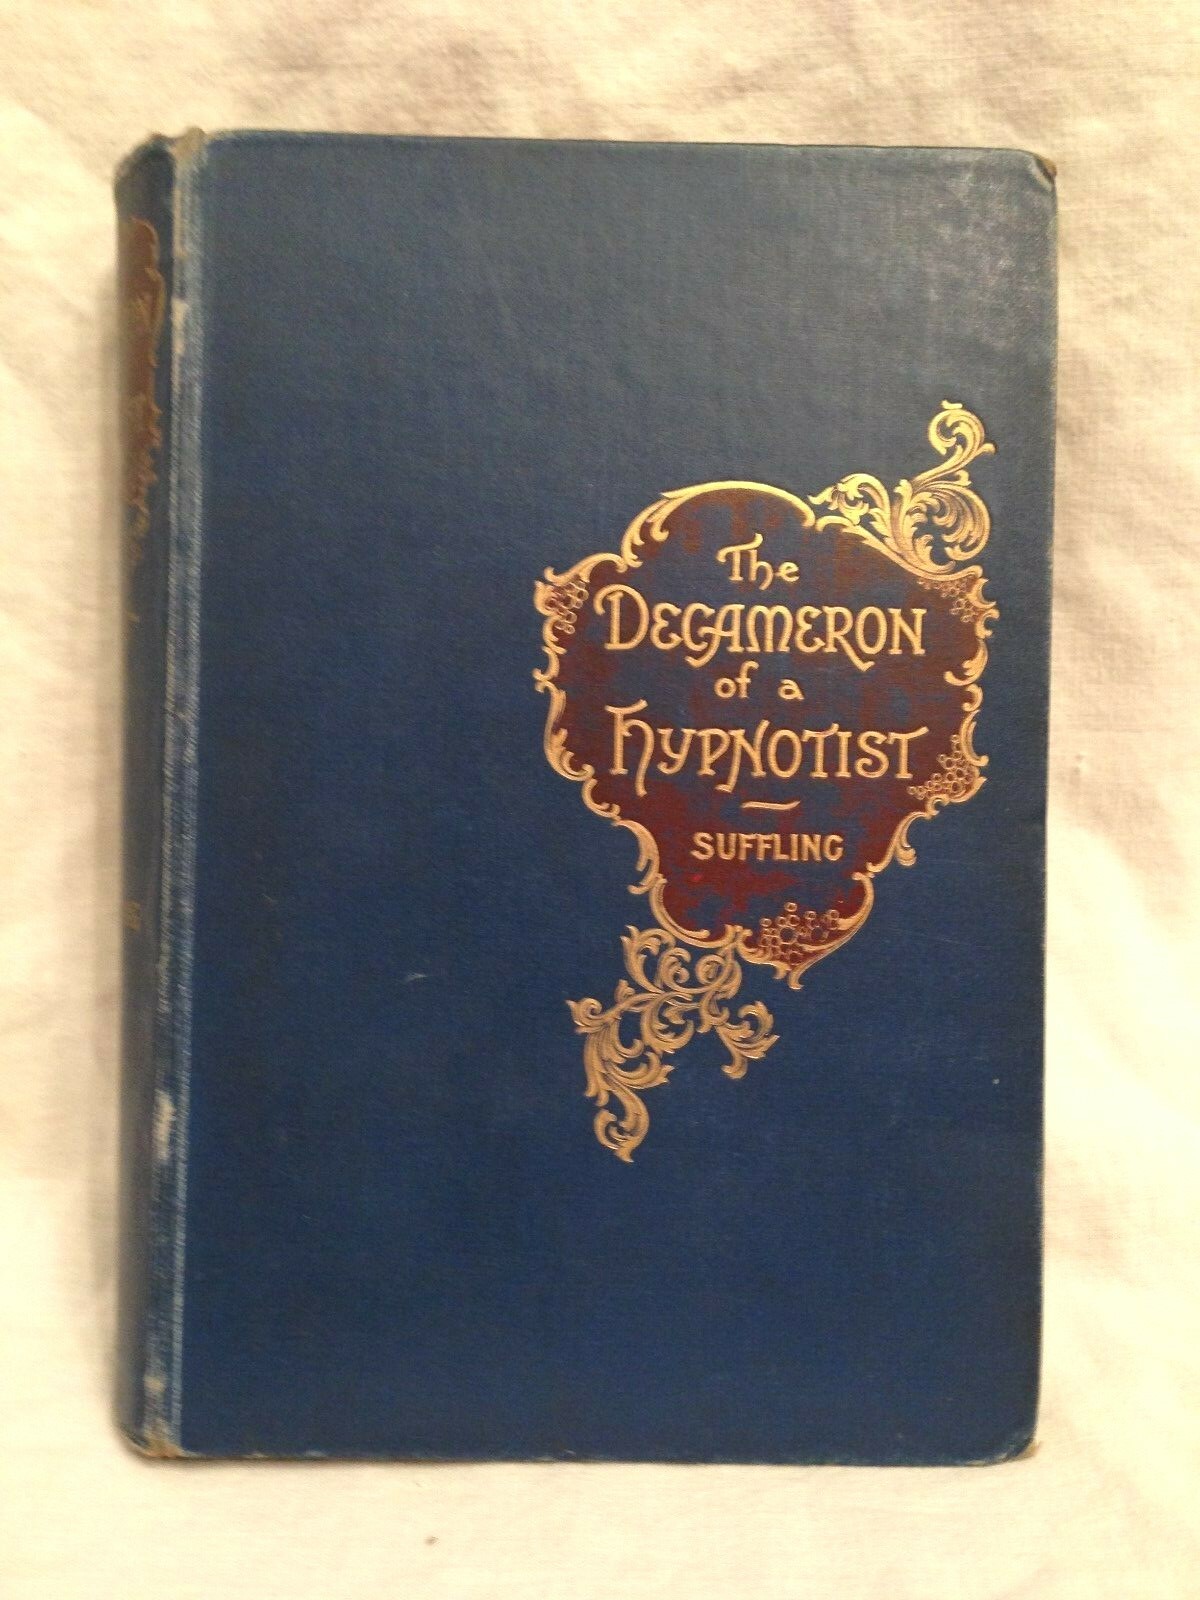 The
DECAMERON
of a
HYPNOTIST
SUFFLING